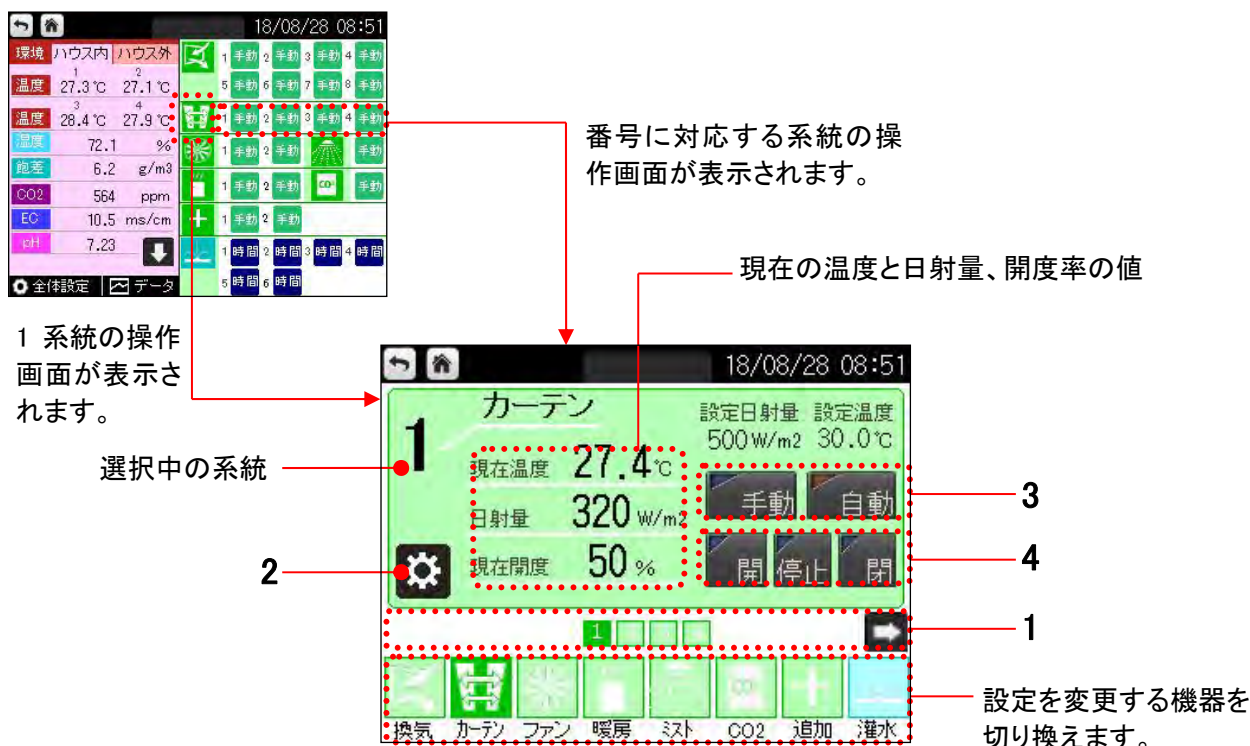 18/08/28 08:51
環境 ハウス内 ハウス外
1 2
温度 27.3℃ 27.1℃
3 4
温度 28.4℃ 27.9℃
湿度 72.1 %
飽差 6.2 g/m3
CO2 564 ppm
EC 10.5 ms/cm
pH 7.23
全体設定 データ
1 手動 2 手動 3 手動 4 手動
5 手動 6 手動 7 手動 8 手動
1 手動 2 手動 3 手動 4 手動
1 手動 2 手動 手動
1 手動 2 手動 CO2 手動
1 手動 2 手動
1 時間 2 時間 3 時間 4 時間
5 時間 6 時間
番号に対応する系統の操
作画面が表示されます。
現在の温度と日射量、開度率の値
1 系統の操作
画面が表示さ
れます。
選択中の系統
18/08/28 08:51
1 カーテン
設定日射量 設定温度
500W/m2 30.0℃
現在温度 27.4℃
日射量 320 W/m2
現在開度 50 %
手動 自動
開 停止 閉
2
3
4
1
1
換気 カーテン ファン 暖房 ミスト CO2 追加 灌水
設定を変更する機器を
切り換えます。